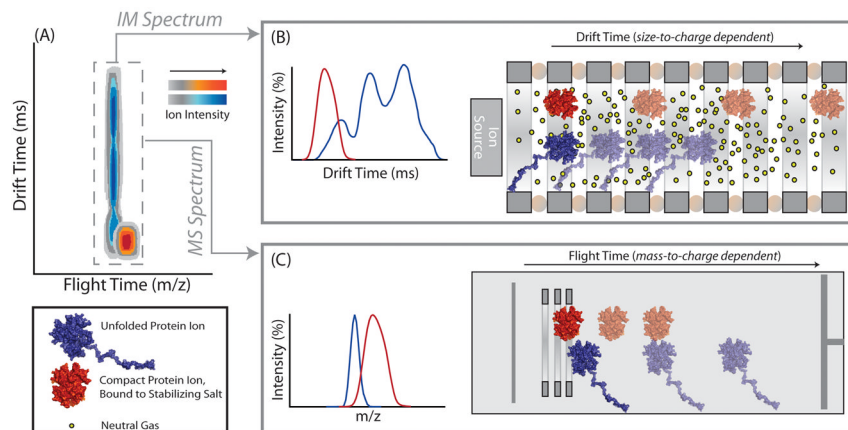 (A)
IM Spectrum
Drift Time (ms)
Ion Intensity
MS Spectrum
Flight Time (m/z)
Unfolded Protein Ion
Compact Protein Ion,
Bound to Stabilizing Salt
Neutral Gas
(B)
Intensity (%)
Drift Time (ms)
Drift Time (size-to-charge dependent)
Ion
Source
(C)
Intensity (%)
m/z
Flight Time (mass-to-charge dependent)